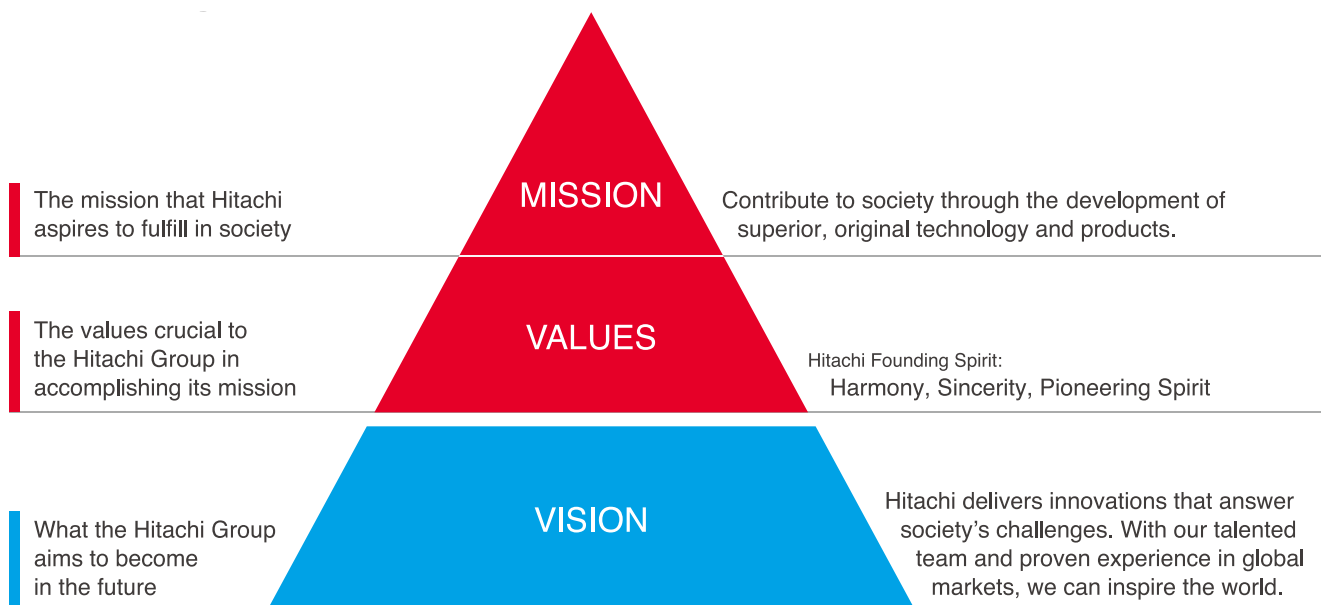 The mission that Hitachi
aspires to fulfill in society
MISSION
Contribute to society through the development of
superior, original technology and products.
The values crucial to
the Hitachi Group in
accomplishing its mission
VALUES
Hitachi Founding Spirit:
Harmony, Sincerity, Pioneering Spirit
What the Hitachi Group
aims to become
in the future
VISION
Hitachi delivers innovations that answer
society’s challenges. With our talented
team and proven experience in global
markets, we can inspire the world.